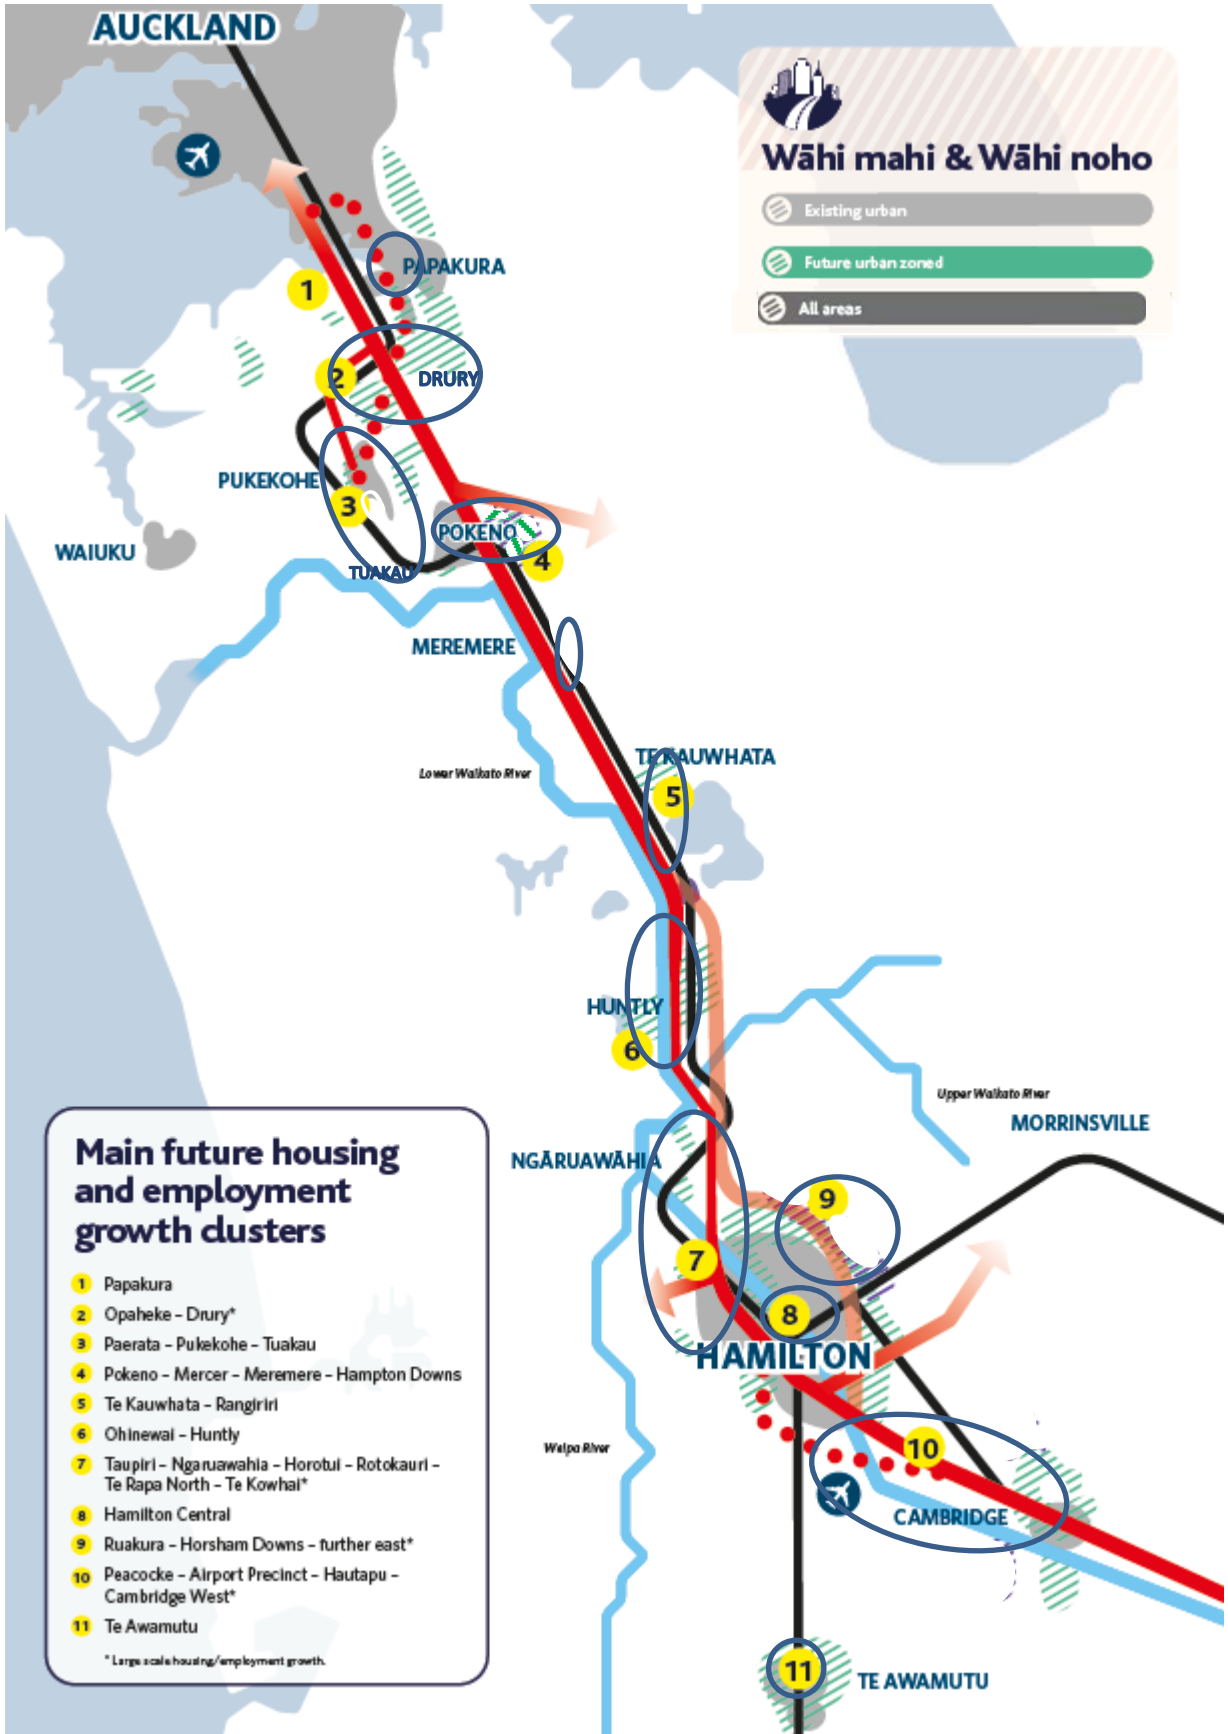 AUCKLAND
Wāhi mahi & Wāhi noho
Existing urban
Future urban zoned
All areas
PAPAKURA
1
2
DRURY
PUKEKOHE
3
POKENO
WAIUKU
4
TUAKAU
MEREMERE
TE KAUWHATA
Lower Waikato River
5
HUNTLY
6
Upper Waikato River
MORRINSVILLE
NGĀRUAWĀHIA
9
7
8
HAMILTON
Waipa River
10
CAMBRIDGE
11
TE AWAMUTU
Main future housing
and employment
growth clusters
1 Papakura
2 Opaheke – Drury*
3 Paerata – Pukekohe – Tuakau
4 Pokeno – Mercer – Meremere – Hampton Downs
5 Te Kauwhata – Rangiriri
6 Ohinewai – Huntly
7 Taupiri – Ngaruawahia – Horotui – Rotokauri –
Te Rapa North – Te Kowhai*
8 Hamilton Central
9 Ruakura – Horsham Downs – further east*
10 Peacocke – Airport Precinct – Hautapu –
Cambridge West*
11 Te Awamutu
* Large scale housing/employment growth.